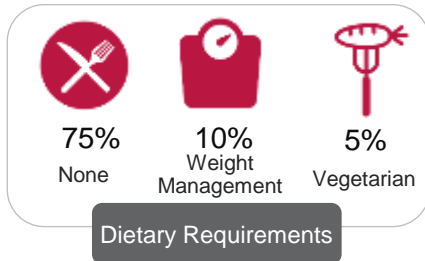 75%
None
10%
Weight
Management
5%
Vegetarian
Dietary Requirements